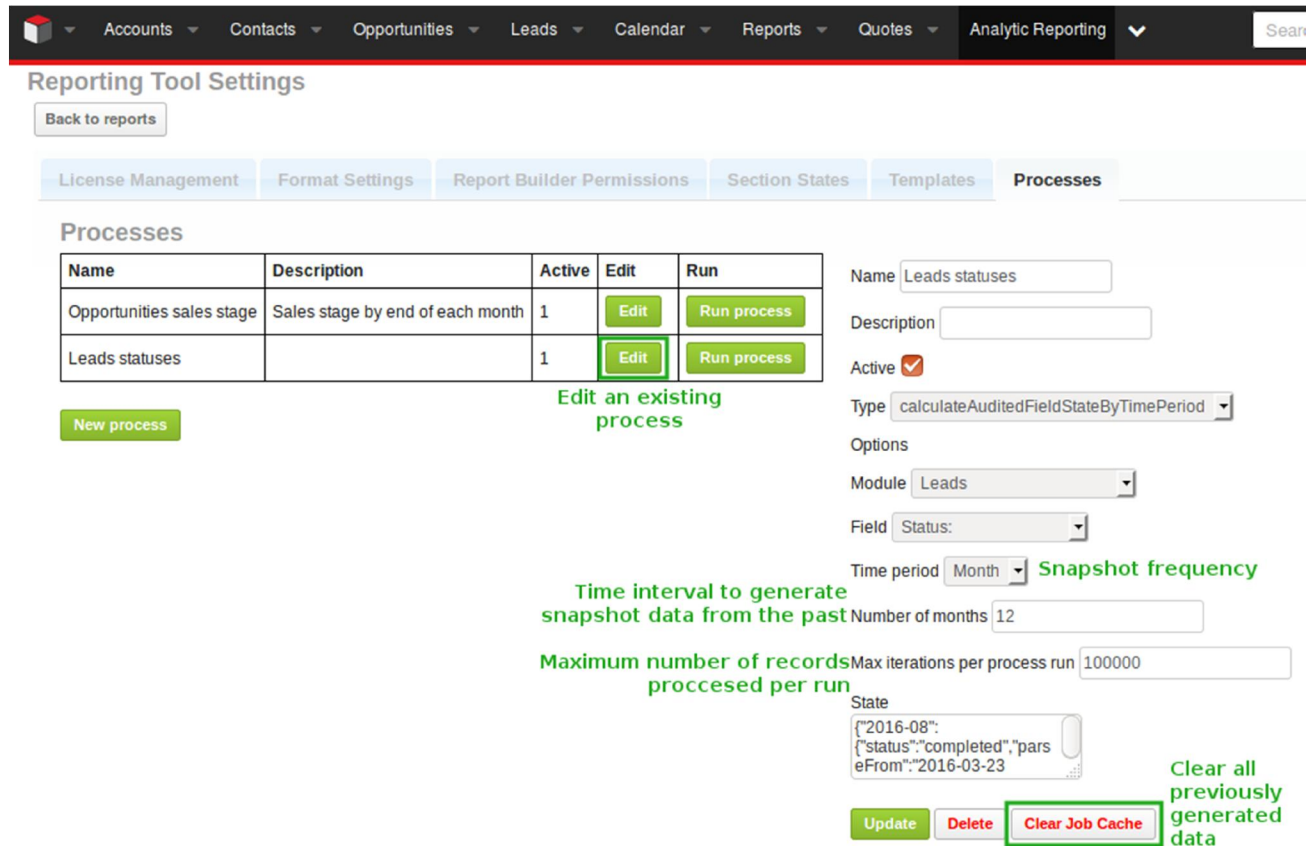 Accounts Contacts Opportunities Leads Calendar Reports Quotes Analytic Reporting
Reporting Tool Settings
Back to reports
License Management Format Settings Report Builder Permissions Section States Templates Processes
Processes
Name Description Active Edit Run
Opportunities sales stage Sales stage by end of each month 1 Edit Run process
Leads statuses 1 Edit Run process
Edit an existing
process
New process
Name Leads statuses
Description
Active
Type calculateAuditedFieldStateByTimePeriod
Options
Module Leads
Field Status:
Time period Month Snapshot frequency
Time interval to generate
snapshot data from the past
Number of months 12
Maximum number of records
proccesed per run
Max iterations per process run 100000
State
{"2016-08":
{"status":"completed","pars
eFrom":"2016-03-23
Update Delete Clear Job Cache
Clear all
previously
generated
data